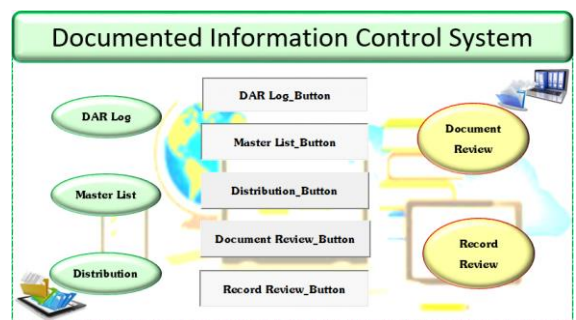 Documented Information Control System
DAR Log
Master List
Distribution
DAR Log_Button
Master List_Button
Distribution_Button
Document Review_Button
Record Review_Button
Document
Review
Record
Review